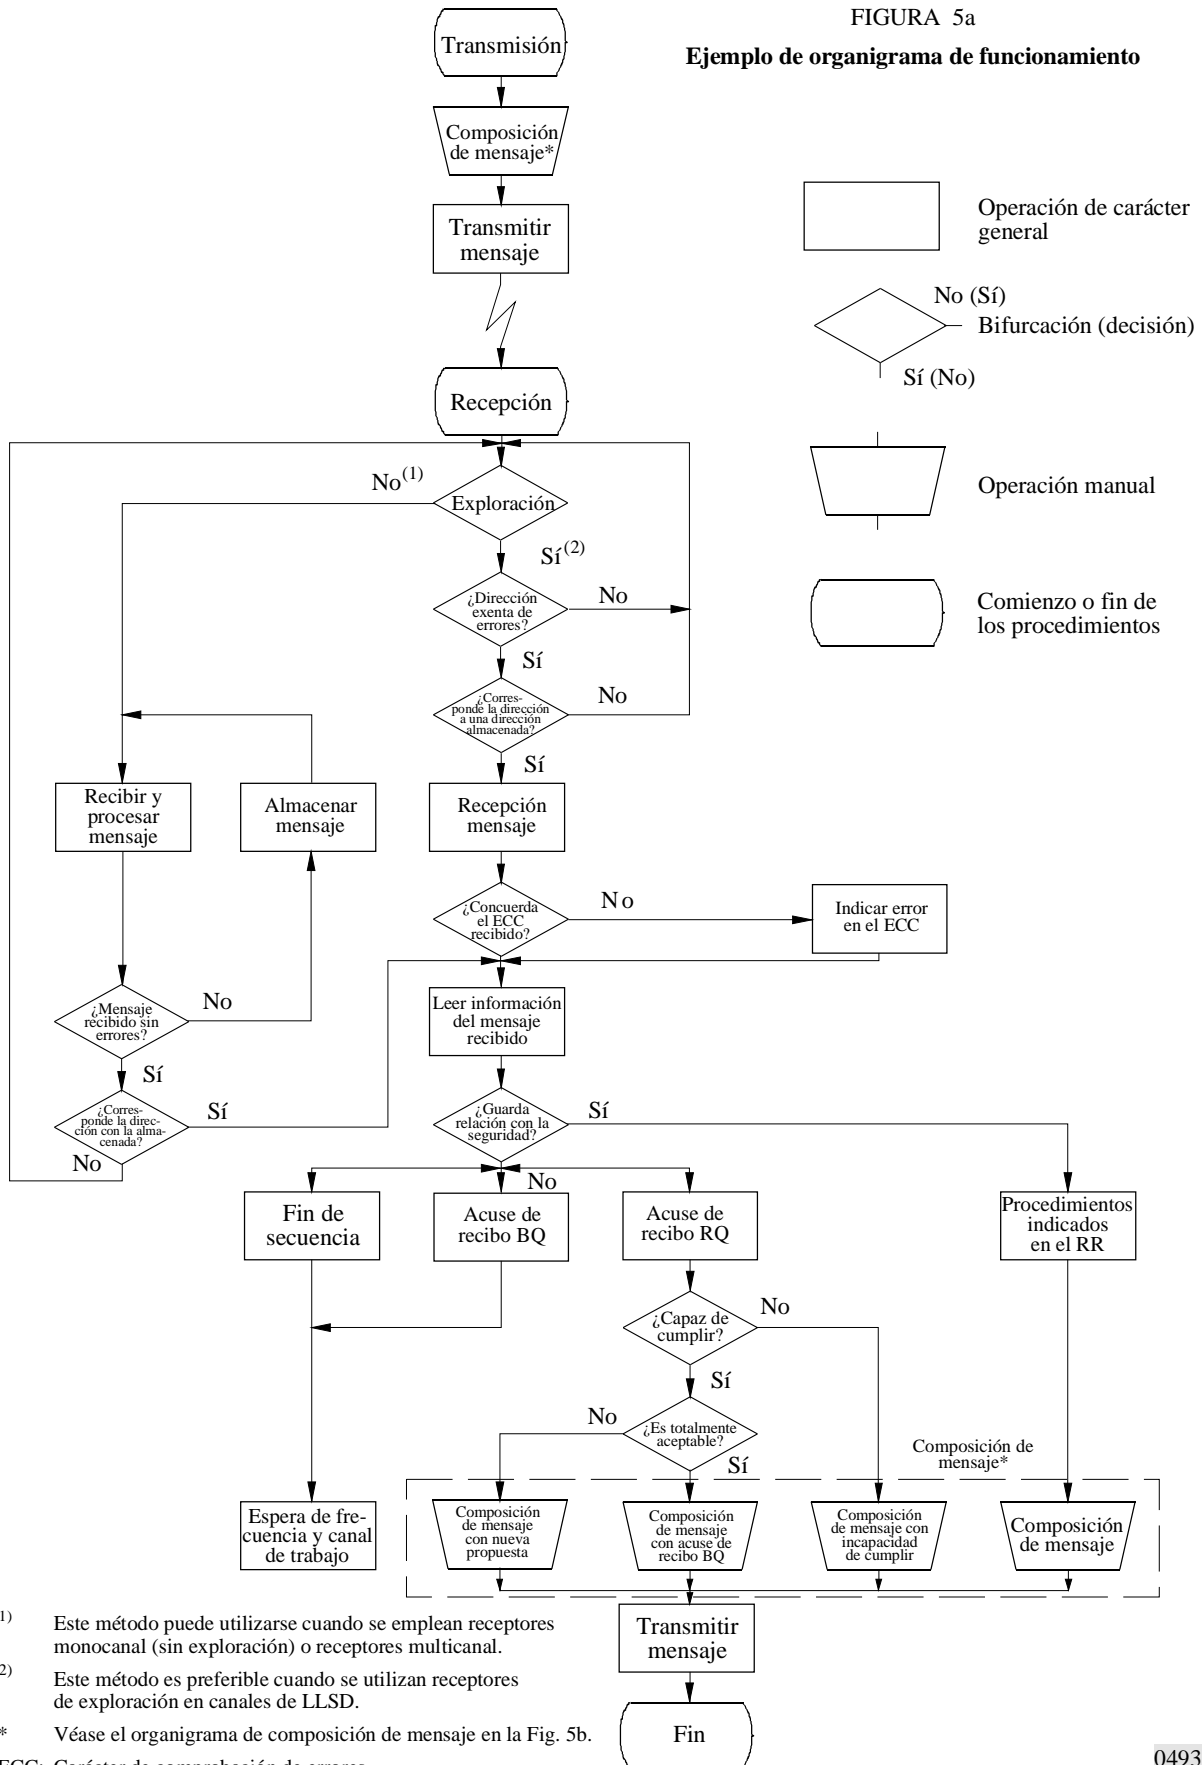 FIGURA 5a
Ejemplo de organigrama de funcionamiento
Transmisión
Composición
de mensaje*
Transmitir
mensaje
Operación de carácter
general
No (Sí)
Bifurcación (decisión)
Sí (No)
Operación manual
Comienzo o fin de
los procedimientos
Recepción
No(1)
Exploración
Sí(2)
¿Dirección
exenta de
errores?
No
Sí
¿Corres-
ponde la dirección
a una dirección
almacenada?
No
Sí
Recibir y
procesar
mensaje
Almacenar
mensaje
Recepción
mensaje
¿Concuerda
el ECC
recibido?
No
Indicar error
en el ECC
¿Mensaje
recibido sin
errores?
No
Sí
Leer información
del mensaje
recibido
¿Corres-
ponde la direc-
ción con la alma-
cenada?
Sí
No
¿Guarda
relación con la
seguridad?
Sí
No
Fin de
secuencia
Acuse de
recibo BQ
Acuse de
recibo RQ
Procedimientos
indicados
en el RR
¿Capaz de
cumplir?
No
Sí
¿Es totalmente
aceptable?
No
Sí
Composición de
mensaje*
Espera de fre-
cuencia y canal
de trabajo
Composición
de mensaje
con nueva
propuesta
Composición
de mensaje
con acuse de
recibo BQ
Composición
de mensaje con
incapacidad
de cumplir
Composición
de mensaje
Transmitir
mensaje
Fin
1) Este método puede utilizarse cuando se emplean receptores
monocanal (sin exploración) o receptores multicanal.
2) Este método es preferible cuando se utilizan receptores
de exploración en canales de LLSD.
* Véase el organigrama de composición de mensaje en la Fig. 5b.
0493